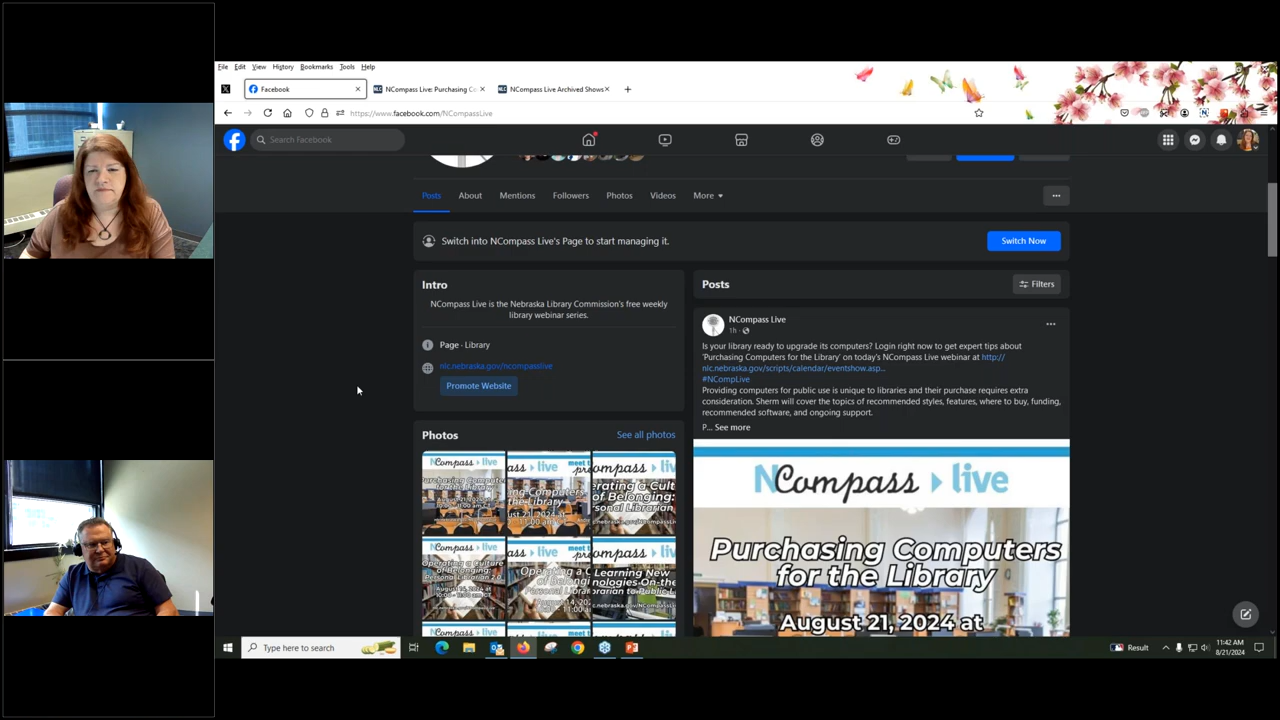 File Edit View History Bookmarks Tools Help
Facebook
NCompass Live: Purchasing Co
NCompass Live Archived Shows
https://www.facebook.com/NCompassLive
Search Facebook
Posts About Mentions Followers Photos Videos More
Switch into NCompass Live's Page to start managing it.
Switch Now
Intro
NCompass Live is the Nebraska Library Commission's free weekly
library webinar series.
Page · Library
nlc.nebraska.gov/ncompasslive
Promote Website
Photos
See all photos
Posts
Filters
NCompass Live
1h
Is your library ready to upgrade its computers? Login right now to get expert tips about
'Purchasing Computers for the Library' on today's NCompass Live webinar at http://
nlc.nebraska.gov/scripts/calendar/eventshow.asp...
#NCompLive
Providing computers for public use is unique to libraries and their purchase requires extra
consideration. Sherm will cover the topics of recommended styles, features, where to buy, funding,
recommended software, and ongoing support.
P... See more
NCompass live
Purchasing Computers
for the Library
August 21, 2024 at
Type here to search
Result
11:42 AM
8/21/2024